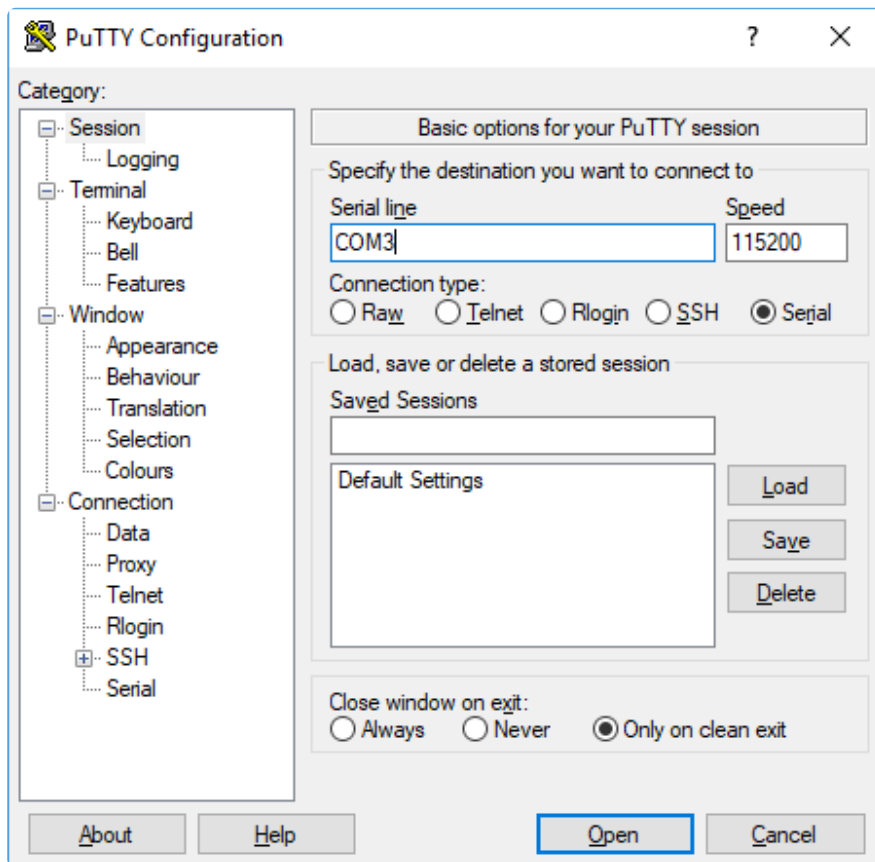 PuTTY Configuration
?
Category:
Session
Logging
Terminal
Keyboard
Bell
Features
Window
Appearance
Behaviour
Translation
Selection
Colours
Connection
Data
Proxy
Telnet
Rlogin
SSH
Serial
Basic options for your PuTTY session
Specify the destination you want to connect to
Serial line Speed
COM3 115200
Connection type:
Raw Telnet Rlogin SSH Serial
Load, save or delete a stored session
Saved Sessions
Default Settings
Load
Save
Delete
Close window on exit:
Always Never Only on clean exit
About Help Open Cancel